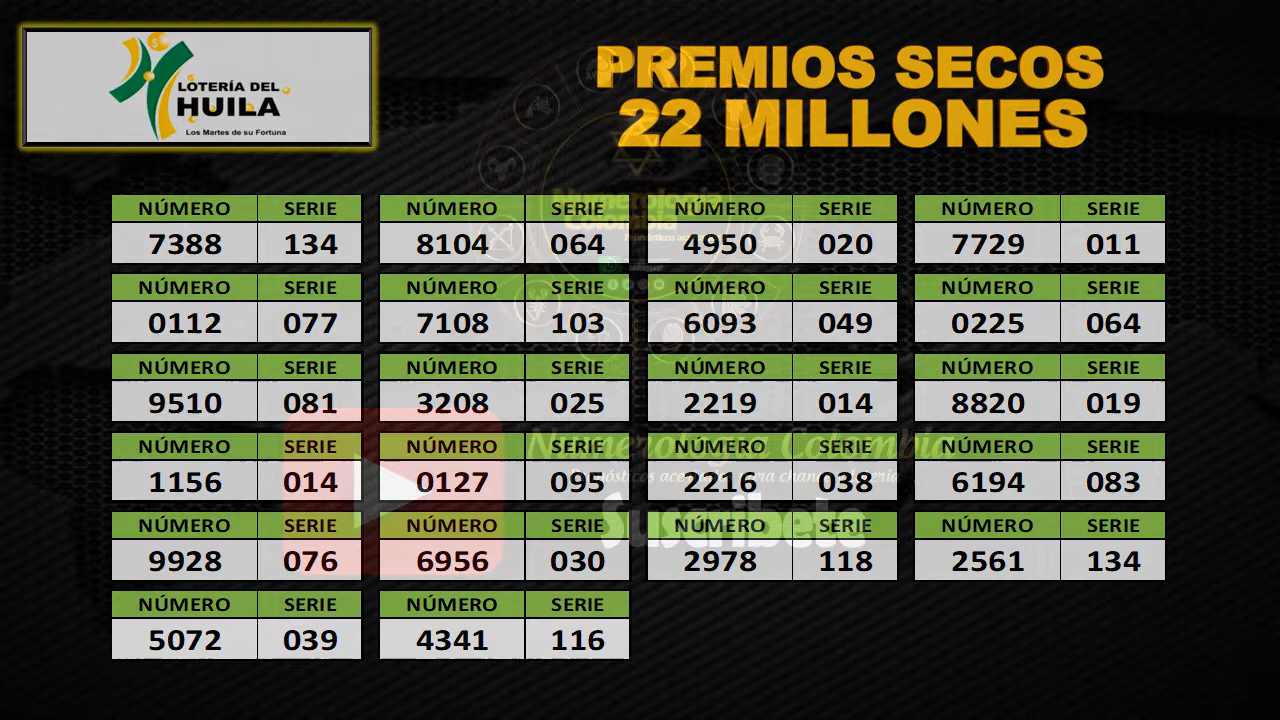 LOTERÍA DEL
HUILA
Los Martes de su Fortuna
PREMIOS SECOS
22 MILLONES
Numerología
Colombia
NÚMERO SERIE NÚMERO SERIE NÚMERO SERIE NÚMERO SERIE
7388 134 8104 064 4950 020 7729 011
NÚMERO SERIE NÚMERO SERIE NÚMERO SERIE NÚMERO SERIE
0112 077 7108 103 6093 049 0225 064
NÚMERO SERIE NÚMERO SERIE NÚMERO SERIE NÚMERO SERIE
9510 081 3208 025 2219 014 8820 019
Numerología Colombia
NÚMERO SERIE NÚMERO SERIE NÚMERO SERIE NÚMERO SERIE
1156 014 0127 095 2216 038 6194 083
Suscribete
NÚMERO SERIE NÚMERO SERIE NÚMERO SERIE NÚMERO SERIE
9928 076 6956 030 2978 118 2561 134
NÚMERO SERIE NÚMERO SERIE
5072 039 4341 116